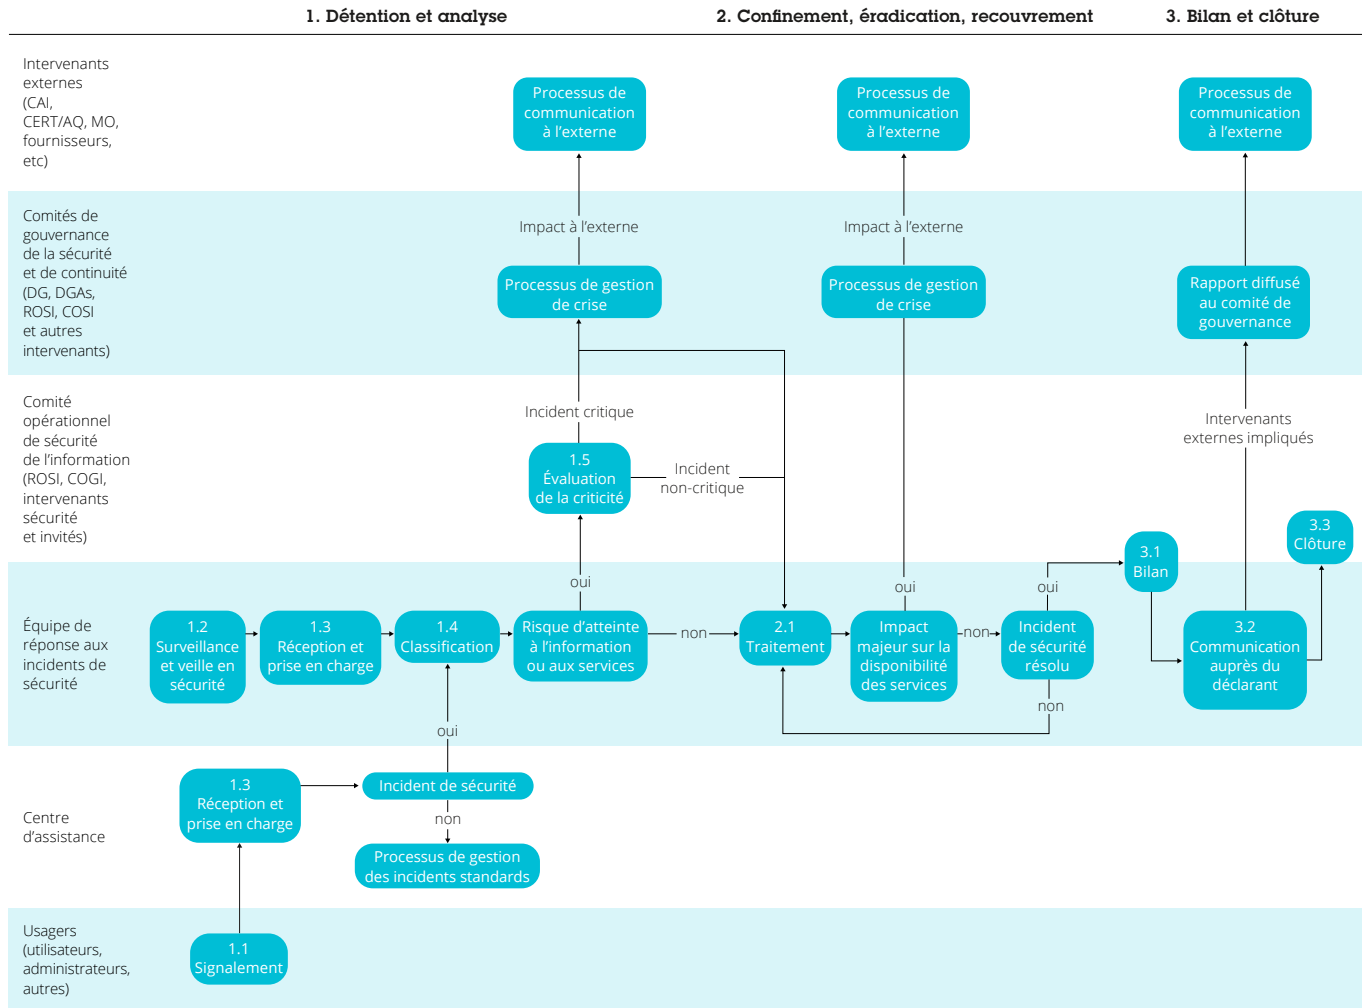 1. Détention et analyse
2. Confinement, éradication, recouvrement
3. Bilan et clôture
Intervenants
externes
(CAI,
CERT/AQ, MO,
fournisseurs,
etc)
Processus de
communication
à l'externe
Processus de
communication
à l'externe
Processus de
communication
à l'externe
Comités de
gouvernance
de la sécurité
et de continuité
(DG, DGAs,
ROSI, COSI
et autres
intervenants)
Impact à l'externe
Processus de gestion
de crise
Impact à l'externe
Processus de gestion
de crise
Rapport diffusé
au comité de
gouvernance
Comité
opérationnel
de sécurité
de l'information
(ROSI, COGI,
intervenants
sécurité
et invités)
Incident critique
1.5
Évaluation
de la criticité
Incident
non-critique
Intervenants
externes impliqués
3.1
Bilan
3.3
Clôture
Équipe de
réponse aux
incidents de
sécurité
1.2
Surveillance
et veille en
sécurité
1.3
Réception et
prise en charge
1.4
Classification
oui
Risque d'atteinte
à l'information
ou aux services
non
2.1
Traitement
oui
Impact
majeur sur la
disponibilité
des services
non
oui
Incident
de sécurité
résolu
non
3.2
Communication
auprès du
déclarant
oui
Centre
d'assistance
1.3
Réception et
prise en charge
Incident de sécurité
non
Processus de gestion
des incidents standards
Usagers
(utilisateurs,
administrateurs,
autres)
1.1
Signalement